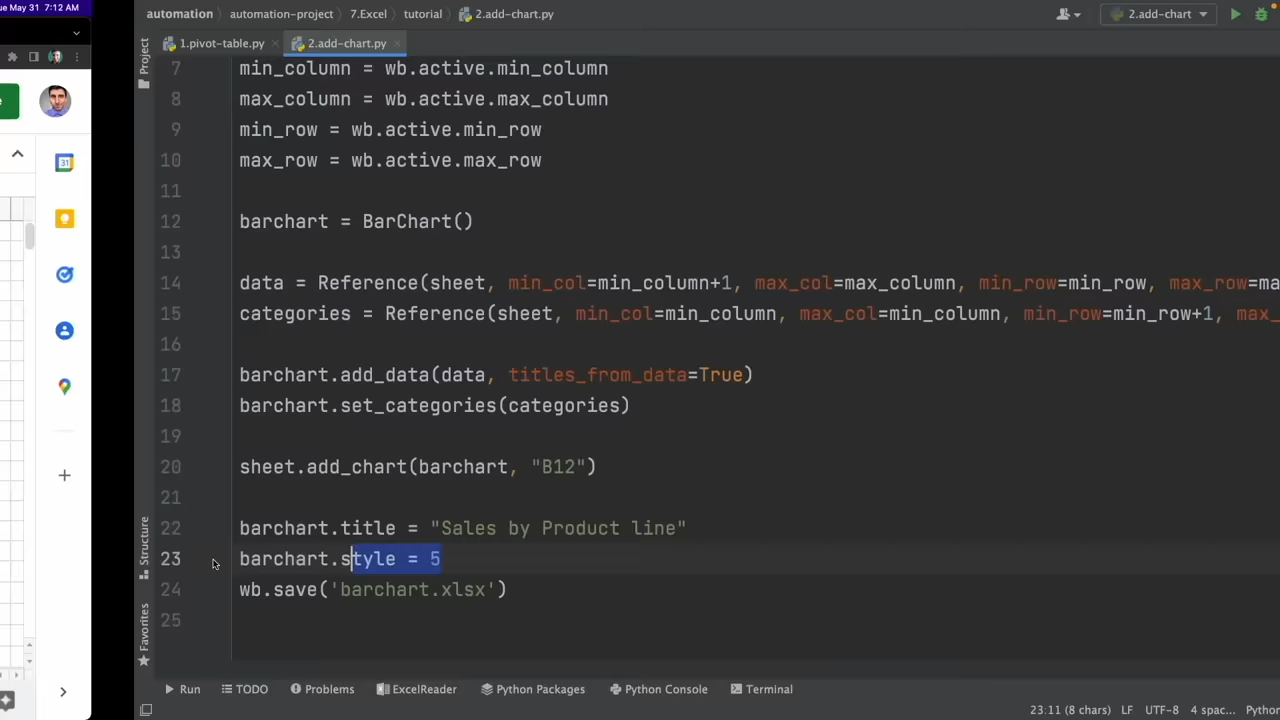 ue May 31 7:12 AM
automation
automation-project
7.Excel
tutorial
2.add-chart.py
2.add-chart
1.pivot-table.py
2.add-chart.py
Project
31
7 min_column = wb.active.min_column
8 max_column = wb.active.max_column
9 min_row = wb.active.min_row
10 max_row = wb.active.max_row
11
12 barchart = BarChart()
13
14 data = Reference(sheet, min_col=min_column+1, max_col=max_column, min_row=min_row, max_row=ma
15 categories = Reference(sheet, min_col=min_column, max_col=min_column, min_row=min_row+1, max_
16
17 barchart.add_data(data, titles_from_data=True)
18 barchart.set_categories(categories)
19
20 sheet.add_chart(barchart, "B12")
21
22 barchart.title = "Sales by Product line"
23 barchart.style = 5
24 wb.save('barchart.xlsx')
25
Structure
Favorites
Run
TODO
Problems
ExcelReader
Python Packages
Python Console
Terminal
23:11 (8 chars) LF UTF-8 4 spac... Python